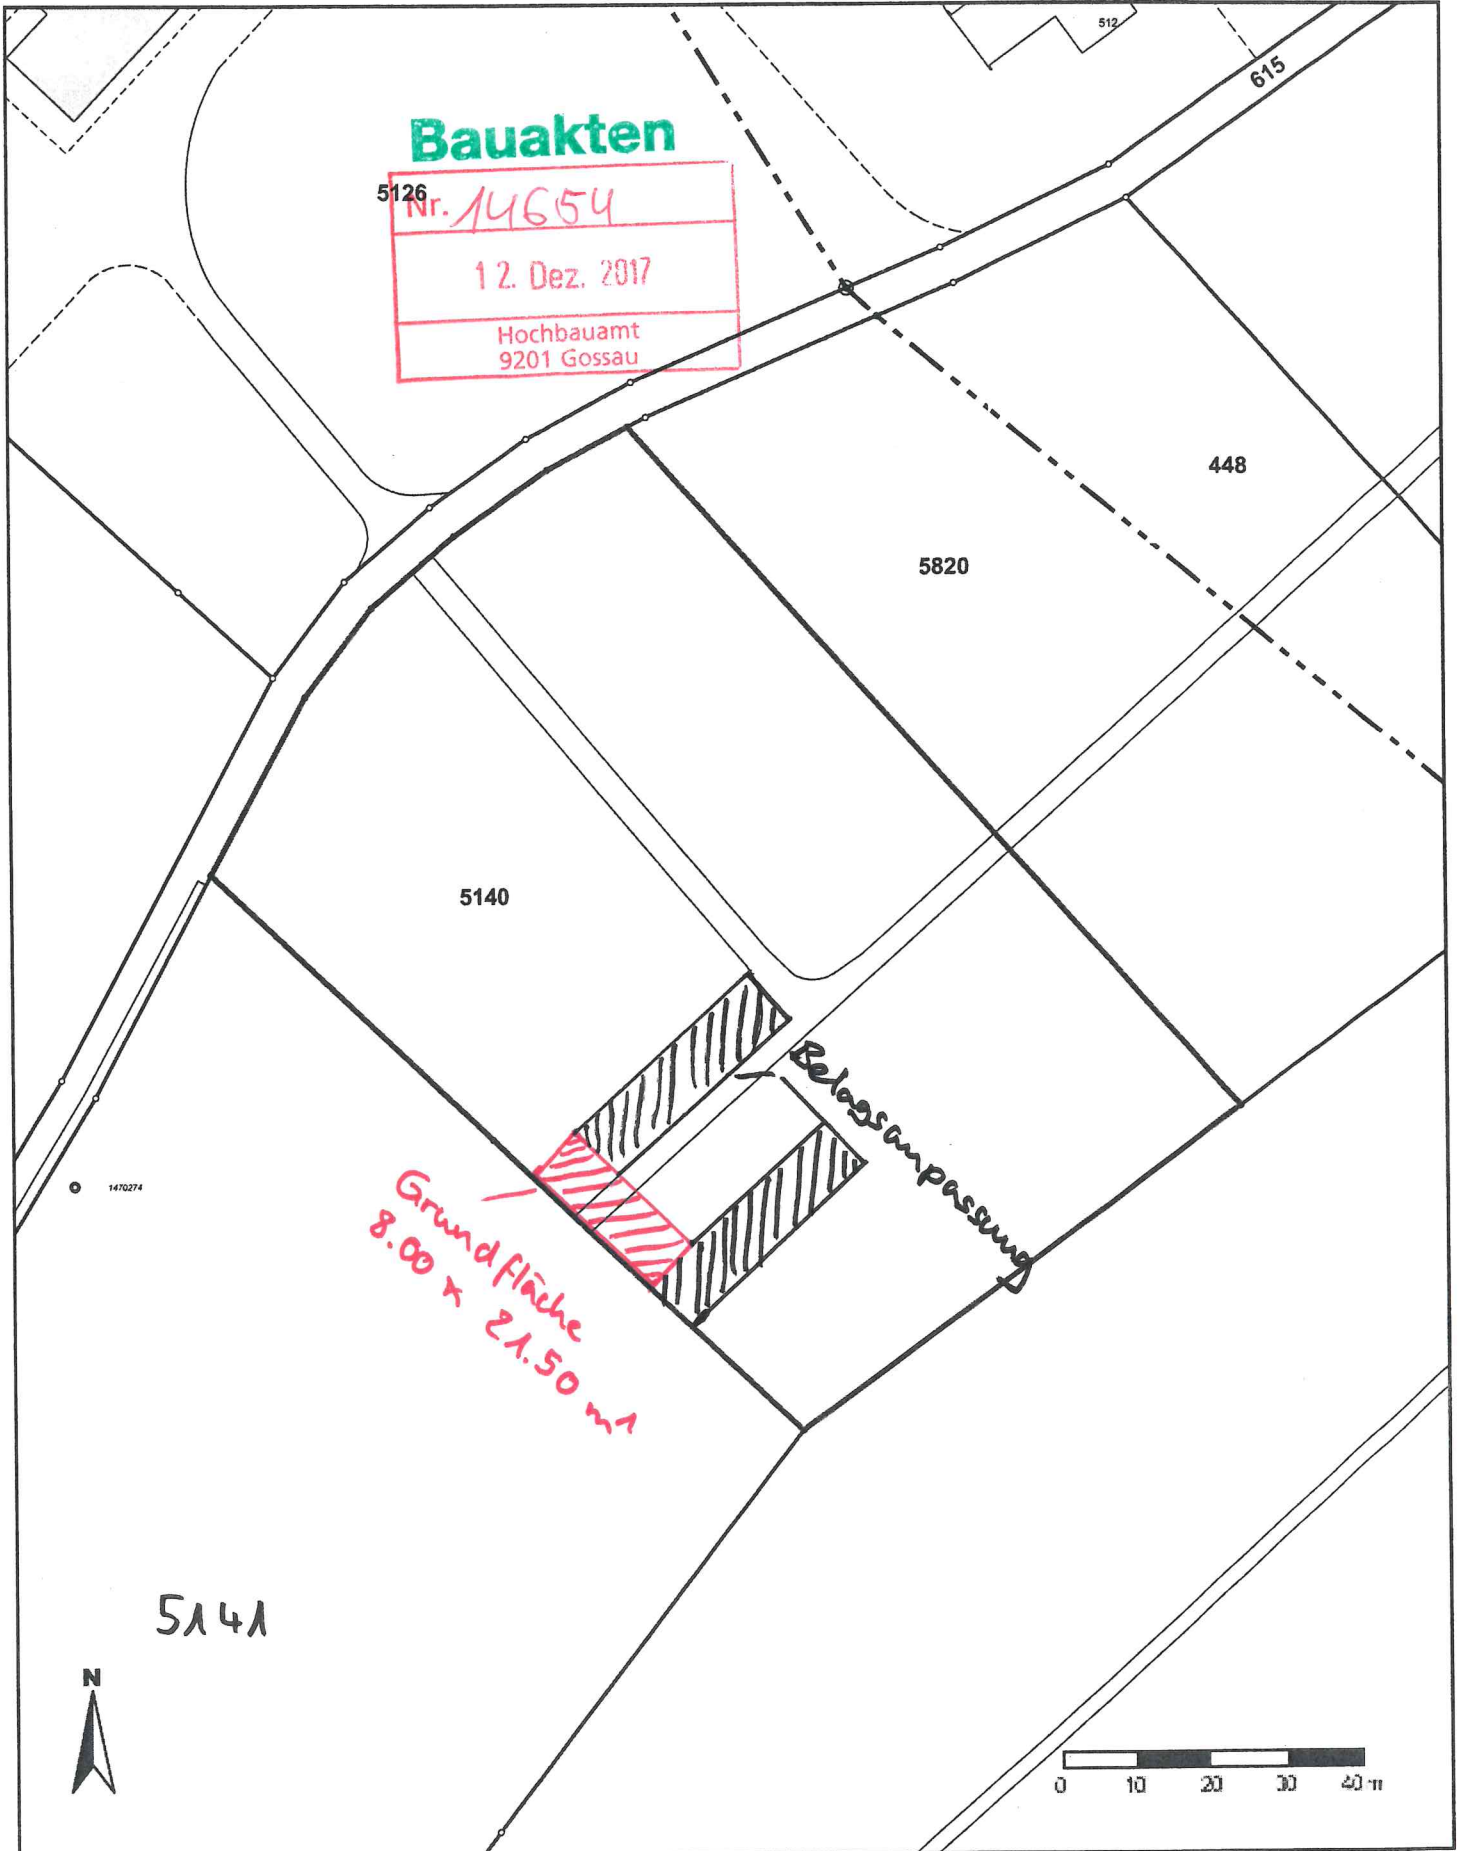 512
615
Bauakten
5126
Nr. 14654
12. Dez. 2017
Hochbauamt
9201 Gossau
448
5820
5140
Belagsanpassung
1470274
Grundfläche
8.00 x 21.50 m1
5141
N
0 10 20 30 40 m